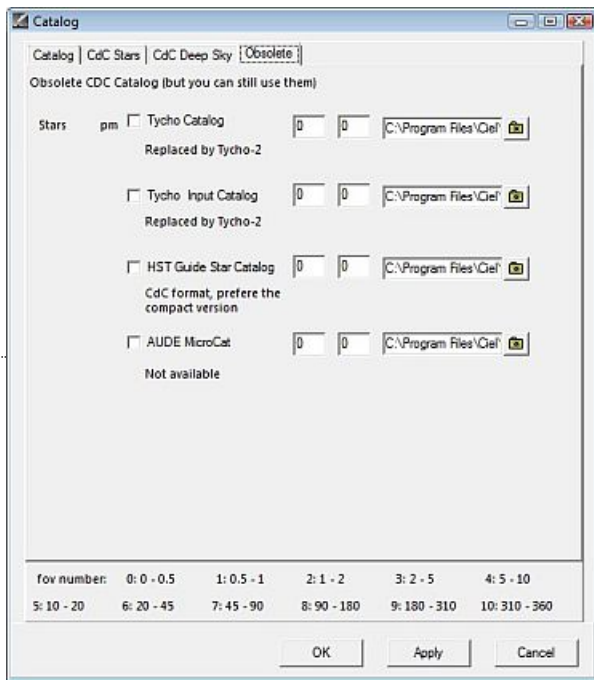 Catalog
Catalog CdC Stars CdC Deep Sky Obsolete
Obsolete CDC Catalog (but you can still use them)
Stars pm Tycho Catalog 0 0 C:\Program Files\Ciel
Replaced by Tycho-2
Tycho Input Catalog 0 0 C:\Program Files\Ciel
Replaced by Tycho-2
HST Guide Star Catalog 0 0 C:\Program Files\Ciel
CdC format, prefere the
compact version
AUDE MicroCat 0 0 C:\Program Files\Ciel
Not available
fov number: 0: 0 - 0.5 1: 0.5 - 1 2: 1 - 2 3: 2 - 5 4: 5 - 10
5: 10 - 20 6: 20 - 45 7: 45 - 90 8: 90 - 180 9: 180 - 310 10: 310 - 360
OK Apply Cancel